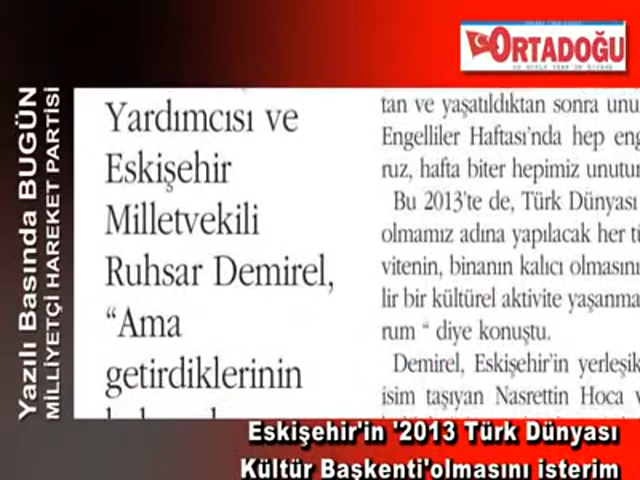 ORTADOĞU
Yazılı Basında BUGÜN
MİLLİYETÇİ HAREKET PARTİSİ
Yardımcısı ve
Eskişehir
Milletvekili
Ruhsar Demirel,
“Ama
getirdiklerinin
tan ve yaşatıldıktan sonra unu
Engelliler Haftası'nda hep eng
ruz, hafta biter hepimiz unutur
Bu 2013'te de, Türk Dünyası
olmamız adına yapılacak her tü
vitenin, binanın kalıcı olmasın
lir bir kültürel aktivite yaşanma
rum “ diye konuştu.
Demirel, Eskişehir'in yerleşik
isim taşıyan Nasrettin Hoca v
Eskişehir'in '2013 Türk Dünyası
Kültür Başkenti'olmasını isterim